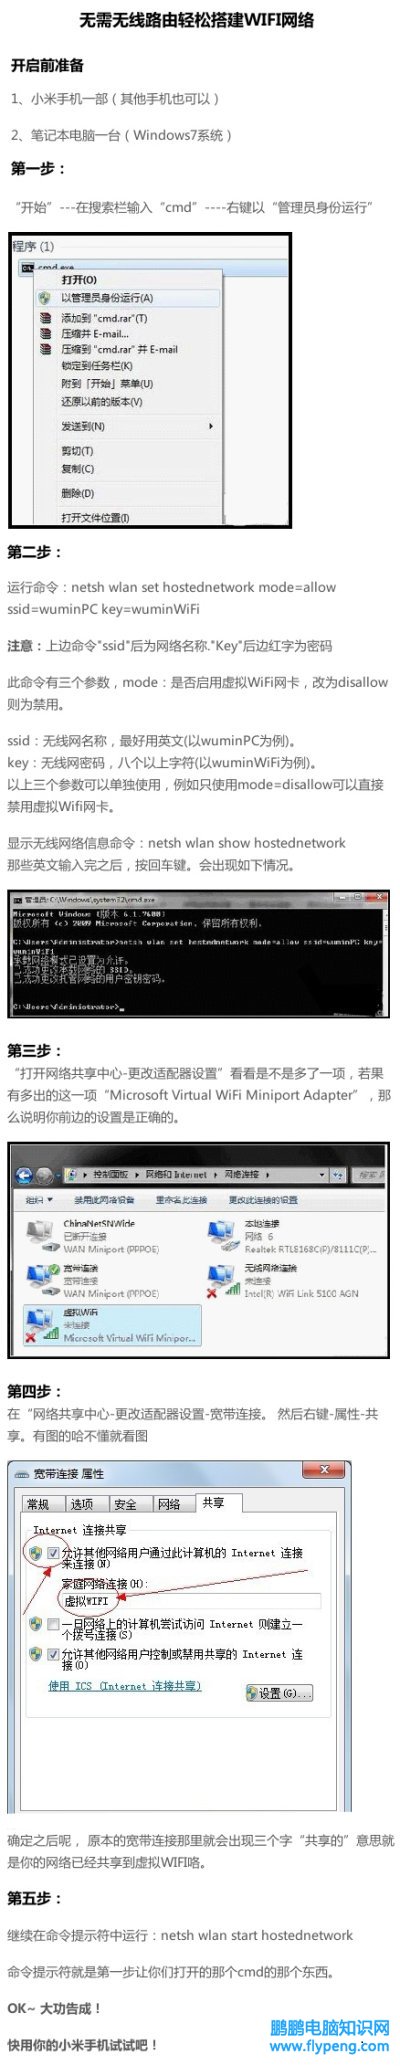 无需无线路由轻松搭建WIFI网络
开启前准备
1、小米手机一部（其他手机也可以）
2、笔记本电脑一台（Windows7系统）
第一步：
“开始”---在搜索栏输入“cmd”----右键以“管理员身份运行”
程序 (1)
cmd.exe
打开(O)
以管理员身份运行(A)
添加到 "cmd.rar"(T)
压缩并 E-mail...
压缩到 "cmd.rar" 并 E-mail
锁定到任务栏(K)
附到「开始」菜单(U)
还原以前的版本(V)
发送到(N)
剪切(T)
复制(C)
删除(D)
打开文件位置(I)
第二步：
运行命令：netsh wlan set hostednetwork mode=allow
ssid=wuminPC key=wuminWiFi
注意：上边命令"ssid"后为网络名称."Key"后边红字为密码
此命令有三个参数，mode：是否启用虚拟WiFi网卡，改为disallow
则为禁用。
ssid：无线网名称，最好用英文(以wuminPC为例)。
key：无线网密码，八个以上字符(以wuminWiFi为例)。
以上三个参数可以单独使用，例如只使用mode=disallow可以直接
禁用虚拟Wifi网卡。
显示无线网络信息命令：netsh wlan show hostednetwork
那些英文输入完之后，按回车键。会出现如下情况。
管理员: C:\Windows\system32\cmd.exe
Microsoft Windows [版本 6.1.7600]
版权所有 (c) 2009 Microsoft Corporation。保留所有权利。
C:\Users\Administrator>netsh wlan set hostednetwork mode=allow ssid=wuminPC key=
wuminWiFi
承载网络模式已设置为允许。
已成功更改承载网络的 SSID。
已成功更改托管网络的用户密钥密码。
C:\Users\Administrator>
第三步：
“打开网络共享中心-更改适配器设置”看看是不是多了一项，若果
有多出的这一项“Microsoft Virtual WiFi Miniport Adapter”，那
么说明你前边的设置是正确的。
控制面板 网络和 Internet 网络连接
组织 禁用此网络设备 重命名此连接 更改此连接的设置
ChinaNetSNWide
已断开连接
WAN Miniport (PPPOE)
本地连接
网络 6
Realtek RTL8168C(P)/8111C(P)...
宽带连接
宽带连接
WAN Miniport (PPPOE)
无线网络连接
未连接
Intel(R) WiFi Link 5100 AGN
虚拟WiFi
未连接
Microsoft Virtual WiFi Minipor...
第四步：
在“网络共享中心-更改适配器设置-宽带连接。 然后右键-属性-共
享。有图的哈不懂就看图
宽带连接 属性
常规 选项 安全 网络 共享
Internet 连接共享
允许其他网络用户通过此计算机的 Internet 连接
来连接(N)
家庭网络连接(H):
虚拟WIFI
一旦网络上的计算机尝试访问 Internet 则建立一
个拨号连接(S)
允许其他网络用户控制或禁用共享的 Internet 连
接(O)
使用 ICS (Internet 连接共享)
设置(G)...
确定之后呢， 原本的宽带连接那里就会出现三个字“共享的”意思就
是你的网络已经共享到虚拟WIFI咯。
第五步：
继续在命令提示符中运行：netsh wlan start hostednetwork
命令提示符就是第一步让你们打开的那个cmd的那个东西。
OK~ 大功告成！
快用你的小米手机试试吧！
鹏鹏电脑知识网
www.flypeng.com